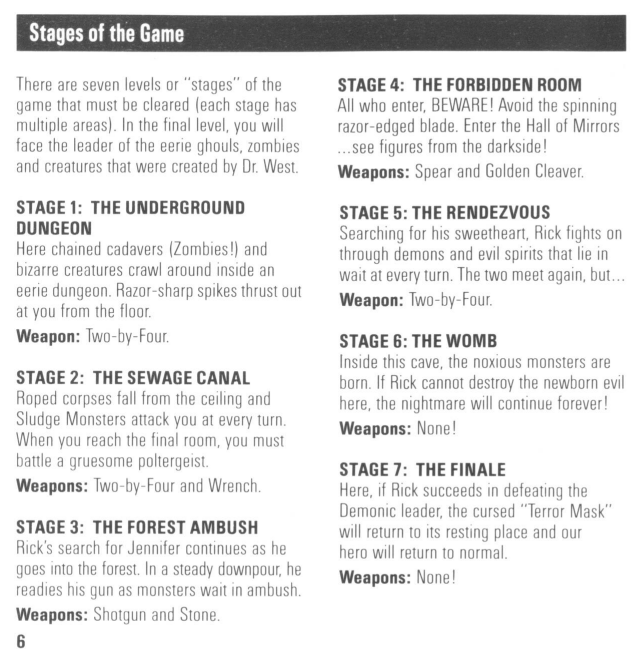 Stages of the Game
There are seven levels or "stages" of the
game that must be cleared (each stage has
multiple areas). In the final level, you will
face the leader of the eerie ghouls, zombies
and creatures that were created by Dr. West.
STAGE 1: THE UNDERGROUND
DUNGEON
Here chained cadavers (Zombies!) and
bizarre creatures crawl around inside an
eerie dungeon. Razor-sharp spikes thrust out
at you from the floor.
Weapon: Two-by-Four.
STAGE 2: THE SEWAGE CANAL
Roped corpses fall from the ceiling and
Sludge Monsters attack you at every turn.
When you reach the final room, you must
battle a gruesome poltergeist.
Weapons: Two-by-Four and Wrench.
STAGE 3: THE FOREST AMBUSH
Rick's search for Jennifer continues as he
goes into the forest. In a steady downpour, he
readies his gun as monsters wait in ambush.
Weapons: Shotgun and Stone.
6
STAGE 4: THE FORBIDDEN ROOM
All who enter, BEWARE! Avoid the spinning
razor-edged blade. Enter the Hall of Mirrors
...see figures from the darkside!
Weapons: Spear and Golden Cleaver.
STAGE 5: THE RENDEZVOUS
Searching for his sweetheart, Rick fights on
through demons and evil spirits that lie in
wait at every turn. The two meet again, but...
Weapon: Two-by-Four.
STAGE 6: THE WOMB
Inside this cave, the noxious monsters are
born. If Rick cannot destroy the newborn evil
here, the nightmare will continue forever!
Weapons: None!
STAGE 7: THE FINALE
Here, if Rick succeeds in defeating the
Demonic leader, the cursed "Terror Mask"
will return to its resting place and our
hero will return to normal.
Weapons: None!